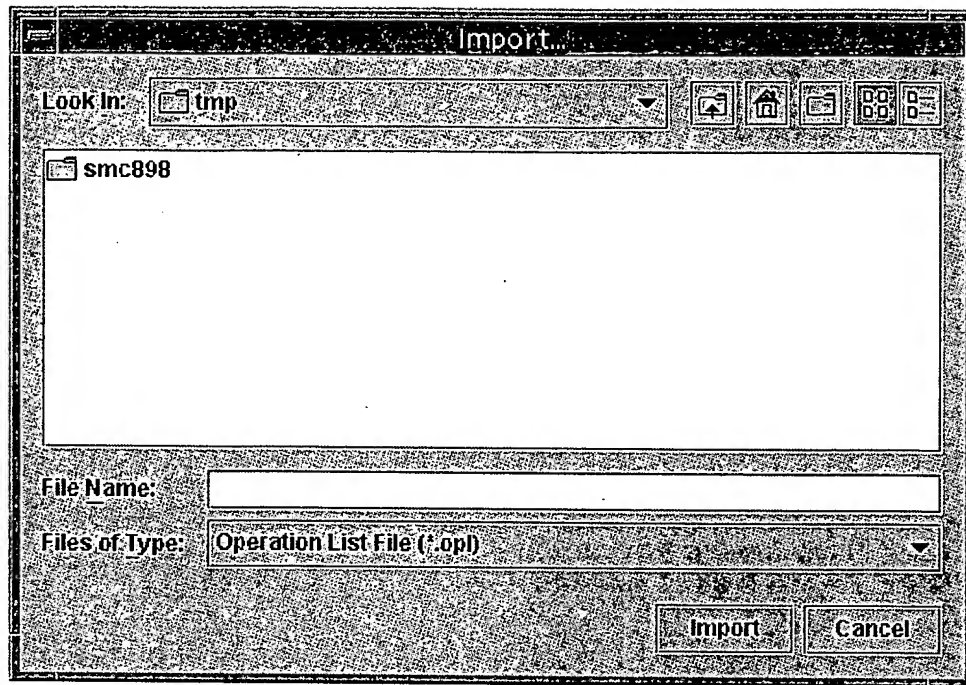 Import...
Look In: tmp
smc898
File Name:
Files of Type: Operation List File (*.opl)
Import Cancel